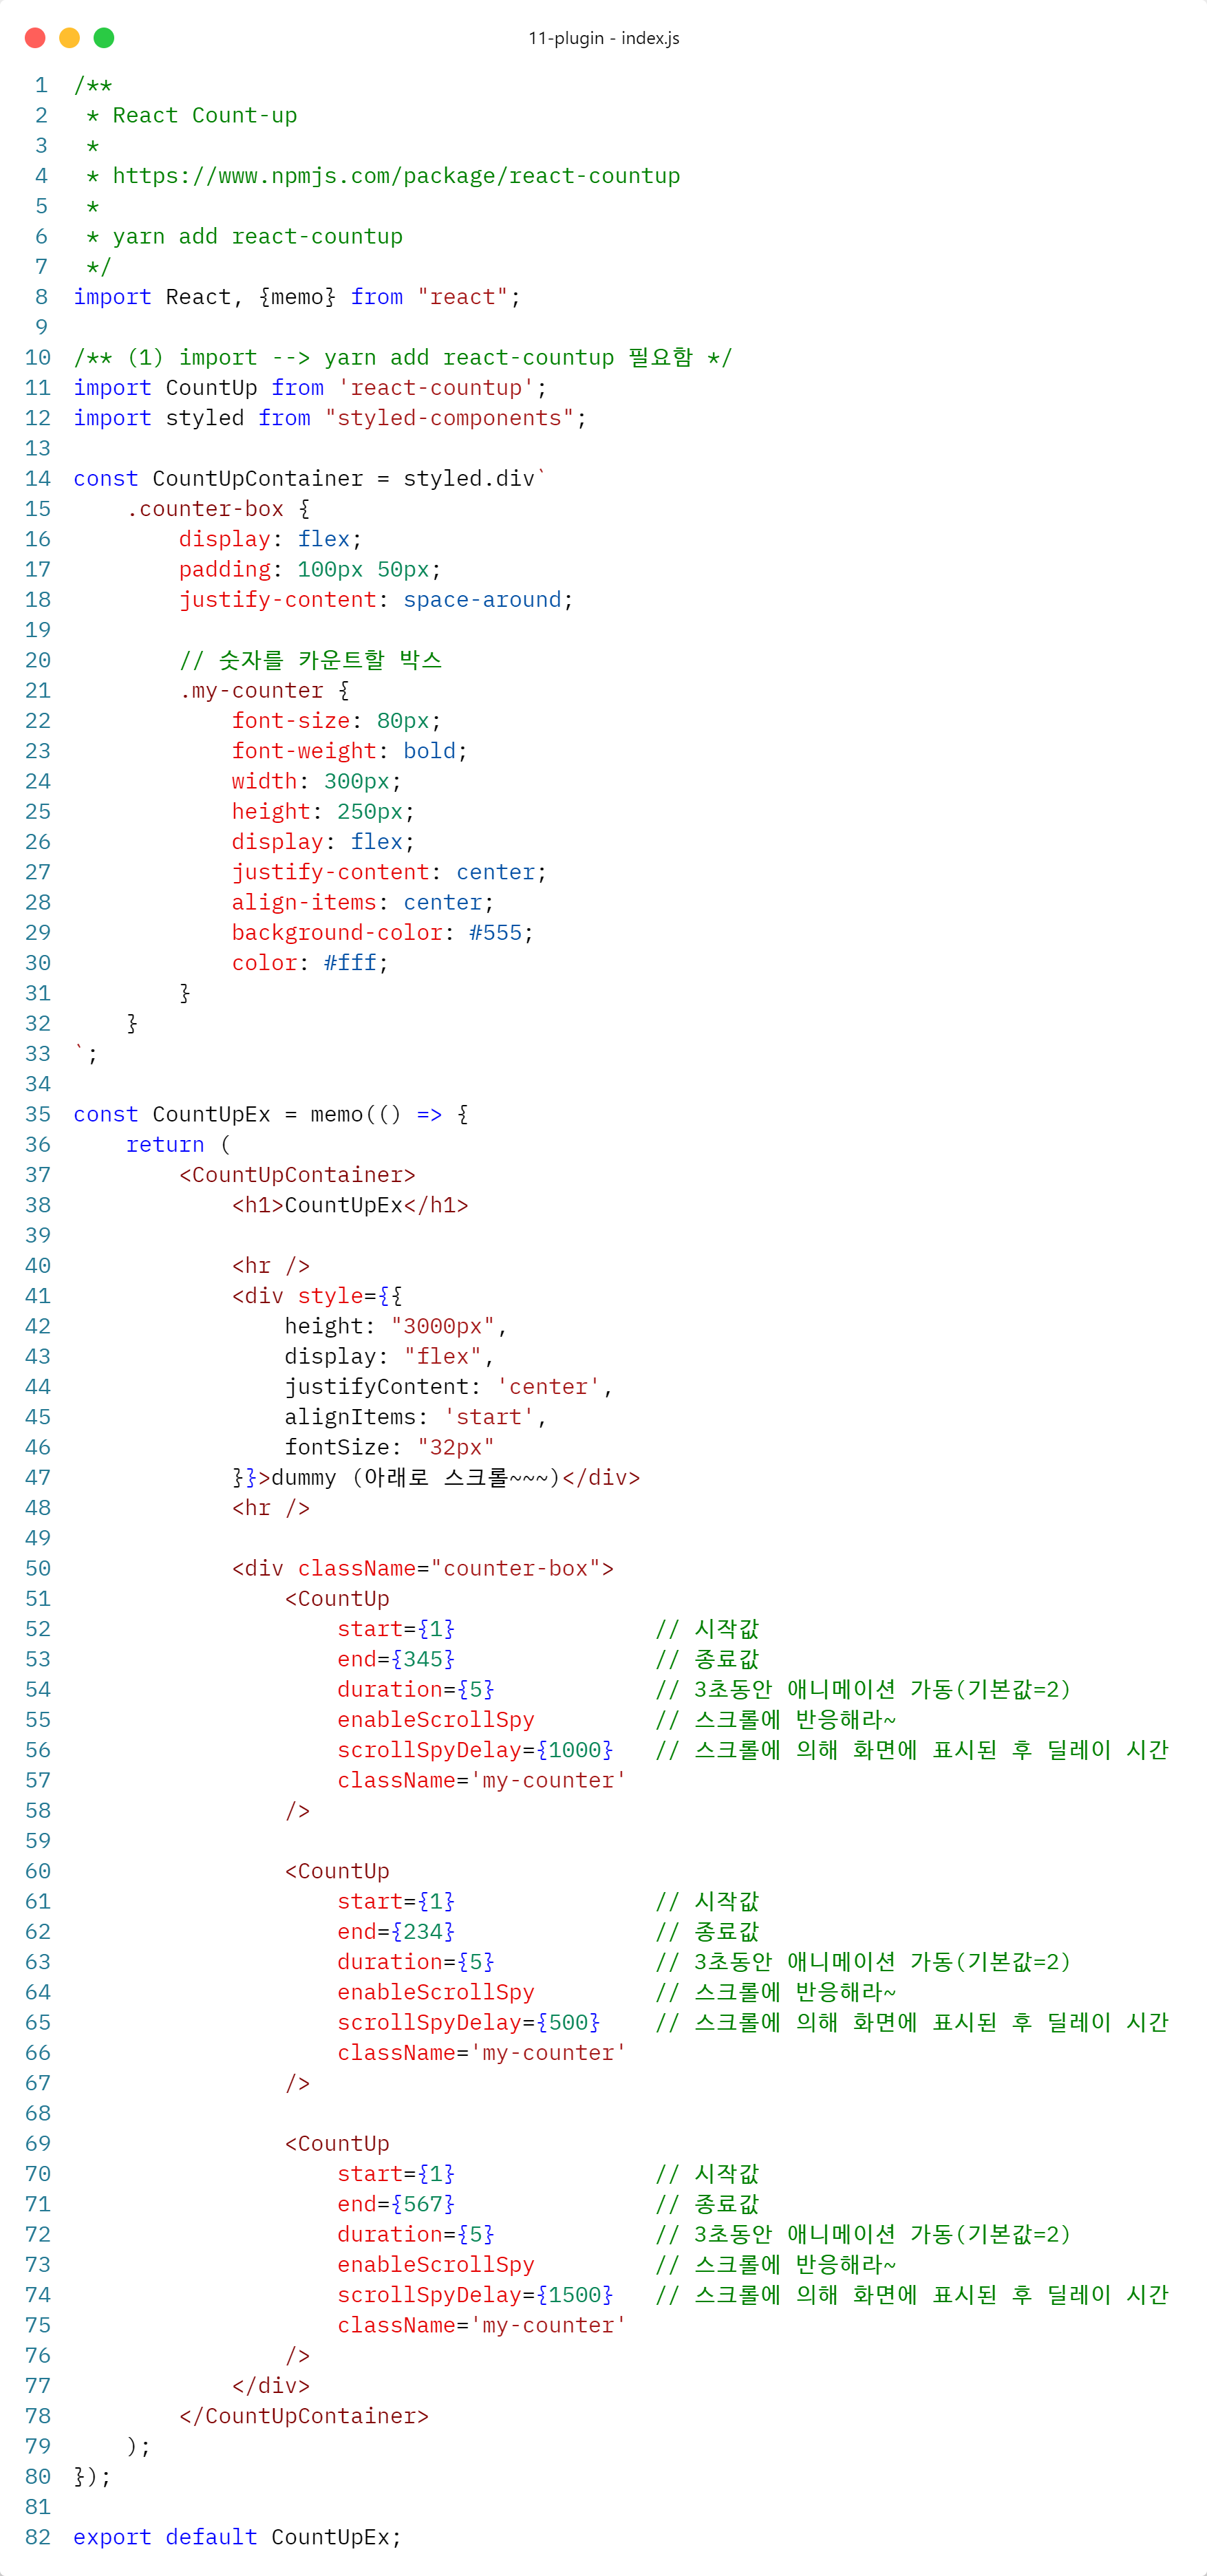 11-plugin - index.js
1 /**
2  * React Count-up
3  *
4  * https://www.npmjs.com/package/react-countup
5  *
6  * yarn add react-countup
7  */
8 import React, {memo} from "react";
9
10 /** (1) import --> yarn add react-countup 필요함 */
11 import CountUp from 'react-countup';
12 import styled from "styled-components";
13
14 const CountUpContainer = styled.div`
15     .counter-box {
16         display: flex;
17         padding: 100px 50px;
18         justify-content: space-around;
19
20         // 숫자를 카운트할 박스
21         .my-counter {
22             font-size: 80px;
23             font-weight: bold;
24             width: 300px;
25             height: 250px;
26             display: flex;
27             justify-content: center;
28             align-items: center;
29             background-color: #555;
30             color: #fff;
31         }
32     }
33 `;
34
35 const CountUpEx = memo(() => {
36     return (
37         <CountUpContainer>
38             <h1>CountUpEx</h1>
39
40             <hr />
41             <div style={{
42                 height: "3000px",
43                 display: "flex",
44                 justifyContent: 'center',
45                 alignItems: 'start',
46                 fontSize: "32px"
47             }}>dummy (아래로 스크롤~~~)</div>
48             <hr />
49
50             <div className="counter-box">
51                 <CountUp
52                     start={1}               // 시작값
53                     end={345}               // 종료값
54                     duration={5}            // 3초동안 애니메이션 가동(기본값=2)
55                     enableScrollSpy         // 스크롤에 반응해라~
56                     scrollSpyDelay={1000}   // 스크롤에 의해 화면에 표시된 후 딜레이 시간
57                     className='my-counter'
58                 />
59
60                 <CountUp
61                     start={1}               // 시작값
62                     end={234}               // 종료값
63                     duration={5}            // 3초동안 애니메이션 가동(기본값=2)
64                     enableScrollSpy         // 스크롤에 반응해라~
65                     scrollSpyDelay={500}    // 스크롤에 의해 화면에 표시된 후 딜레이 시간
66                     className='my-counter'
67                 />
68
69                 <CountUp
70                     start={1}               // 시작값
71                     end={567}               // 종료값
72                     duration={5}            // 3초동안 애니메이션 가동(기본값=2)
73                     enableScrollSpy         // 스크롤에 반응해라~
74                     scrollSpyDelay={1500}   // 스크롤에 의해 화면에 표시된 후 딜레이 시간
75                     className='my-counter'
76                 />
77             </div>
78         </CountUpContainer>
79     );
80 });
81
82 export default CountUpEx;